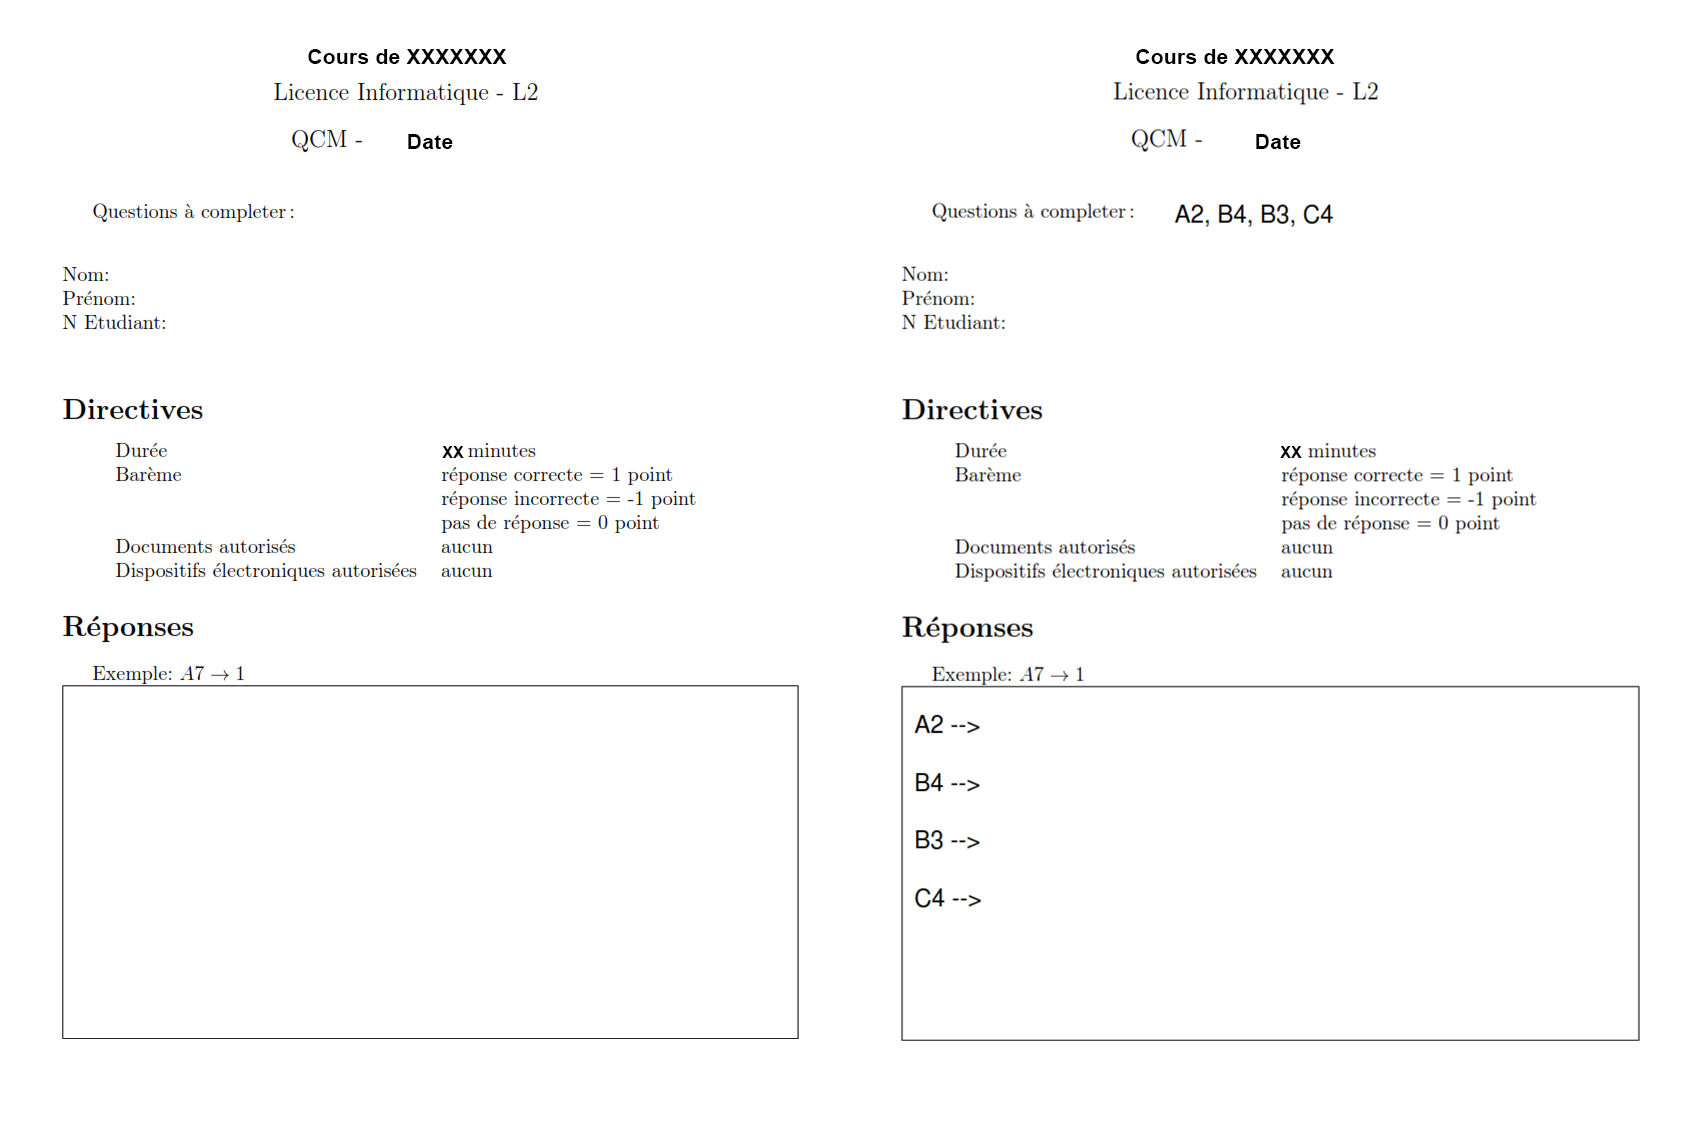 Cours de XXXXXXX
Licence Informatique - L2
QCM - Date
Questions à completer :
Nom:
Prénom:
N Etudiant:
Directives
Durée XX minutes
Barème réponse correcte = 1 point
réponse incorrecte = -1 point
pas de réponse = 0 point
Documents autorisés aucun
Dispositifs électroniques autorisées aucun
Réponses
Exemple: A7 → 1
Cours de XXXXXXX
Licence Informatique - L2
QCM - Date
Questions à completer : A2, B4, B3, C4
Nom:
Prénom:
N Etudiant:
Directives
Durée XX minutes
Barème réponse correcte = 1 point
réponse incorrecte = -1 point
pas de réponse = 0 point
Documents autorisés aucun
Dispositifs électroniques autorisées aucun
Réponses
Exemple: A7 → 1
A2 -->
B4 -->
B3 -->
C4 -->